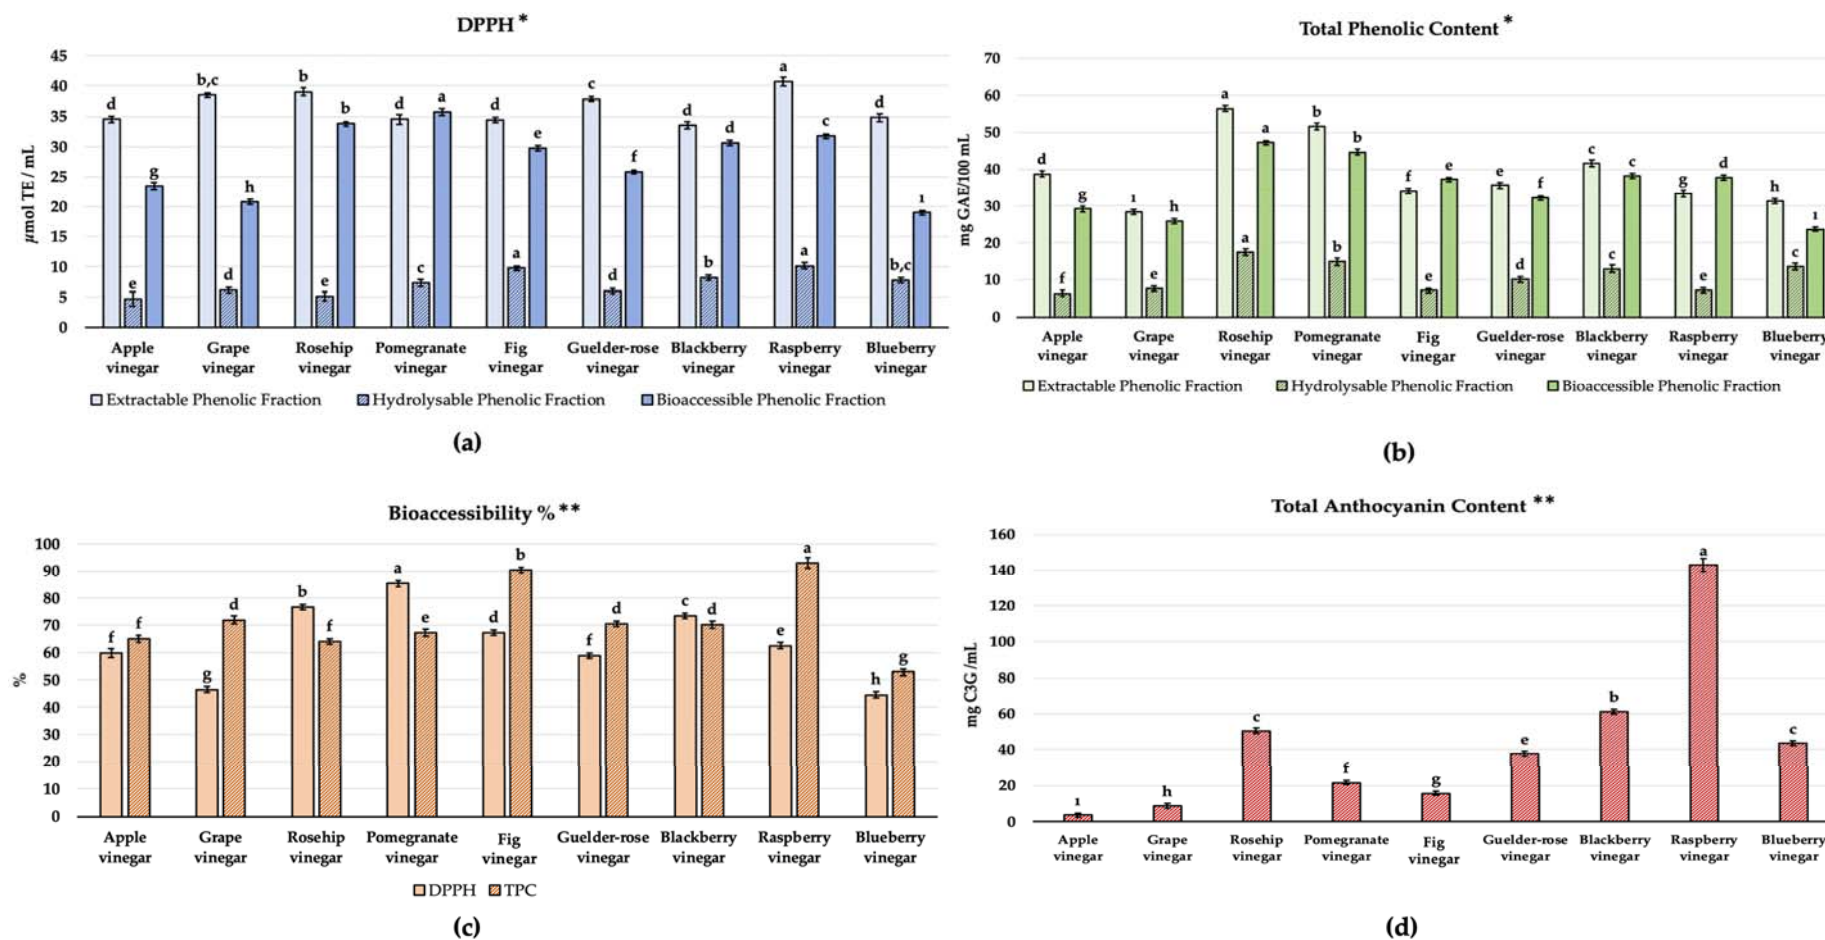 DPPH *
µmol TE / mL
45
40
35
30
25
20
15
10
5
0
d e g
b,c d h
b e b
d c a
d a e
c d f
d b d
a a c
d b,c ı
Apple vinegar
Grape vinegar
Rosehip vinegar
Pomegranate vinegar
Fig vinegar
Guelder-rose vinegar
Blackberry vinegar
Raspberry vinegar
Blueberry vinegar
Extractable Phenolic Fraction
Hydrolysable Phenolic Fraction
Bioaccessible Phenolic Fraction
(a)
Total Phenolic Content *
mg GAE/100 mL
70
60
50
40
30
20
10
0
d f g
ı e h
a a a
b b b
f e e
e d f
c c c
g e d
h c ı
Apple vinegar
Grape vinegar
Rosehip vinegar
Pomegranate vinegar
Fig vinegar
Guelder-rose vinegar
Blackberry vinegar
Raspberry vinegar
Blueberry vinegar
Extractable Phenolic Fraction
Hydrolysable Phenolic Fraction
Bioaccessible Phenolic Fraction
(b)
Bioaccessibility % **
%
100
90
80
70
60
50
40
30
20
10
0
f f
g d
b f
a e
d b
f d
c d
e a
h g
Apple vinegar
Grape vinegar
Rosehip vinegar
Pomegranate vinegar
Fig vinegar
Guelder-rose vinegar
Blackberry vinegar
Raspberry vinegar
Blueberry vinegar
DPPH
TPC
(c)
Total Anthocyanin Content **
mg C3G /mL
160
140
120
100
80
60
40
20
0
ı
h
c
f
g
e
b
a
c
Apple vinegar
Grape vinegar
Rosehip vinegar
Pomegranate vinegar
Fig vinegar
Guelder-rose vinegar
Blackberry vinegar
Raspberry vinegar
Blueberry vinegar
(d)